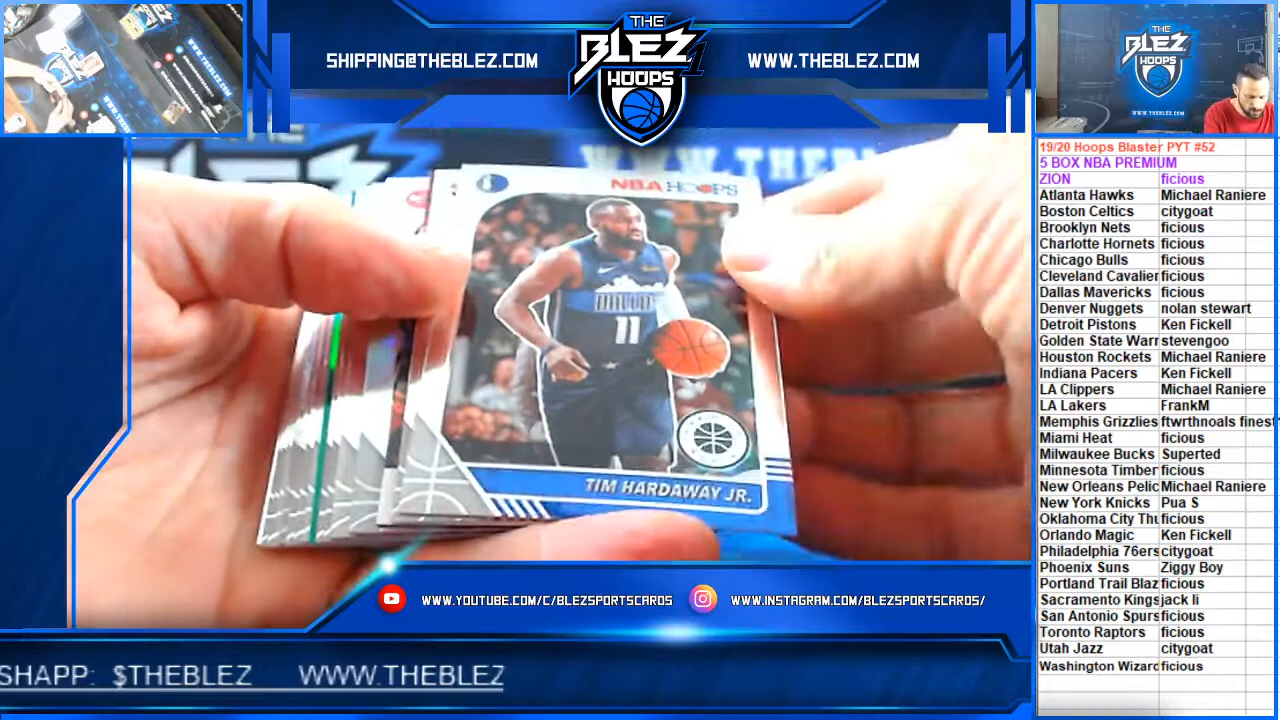 SHIPPING@THEBLEZ.COM
THE
BLEZ
HOOPS
WWW.THEBLEZ.COM
THE
BLEZ
HOOPS
WWW.THEBLEZ.COM
NBA HOOPS
DALLAS
11
TIM HARDAWAY JR.
19/20 Hoops Blaster PYT #52
5 BOX NBA PREMIUM
ZION ficious
Atlanta Hawks Michael Raniere
Boston Celtics citygoat
Brooklyn Nets ficious
Charlotte Hornets ficious
Chicago Bulls ficious
Cleveland Cavalier ficious
Dallas Mavericks ficious
Denver Nuggets nolan stewart
Detroit Pistons Ken Fickell
Golden State Warr stevengoo
Houston Rockets Michael Raniere
Indiana Pacers Ken Fickell
LA Clippers Michael Raniere
LA Lakers FrankM
Memphis Grizzlies ftwrthnoals finest
Miami Heat ficious
Milwaukee Bucks Superted
Minnesota Timber ficious
New Orleans Pelic Michael Raniere
New York Knicks Pua S
Oklahoma City Thu ficious
Orlando Magic Ken Fickell
Philadelphia 76ers citygoat
Phoenix Suns Ziggy Boy
Portland Trail Blaz ficious
Sacramento Kings jack li
San Antonio Spurs ficious
Toronto Raptors ficious
Utah Jazz citygoat
Washington Wizard ficious
WWW.YOUTUBE.COM/C/BLEZSPORTSCARDS
WWW.INSTAGRAM.COM/BLEZSPORTSCARDS/
SHAPP: $THEBLEZ WWW.THEBLEZ